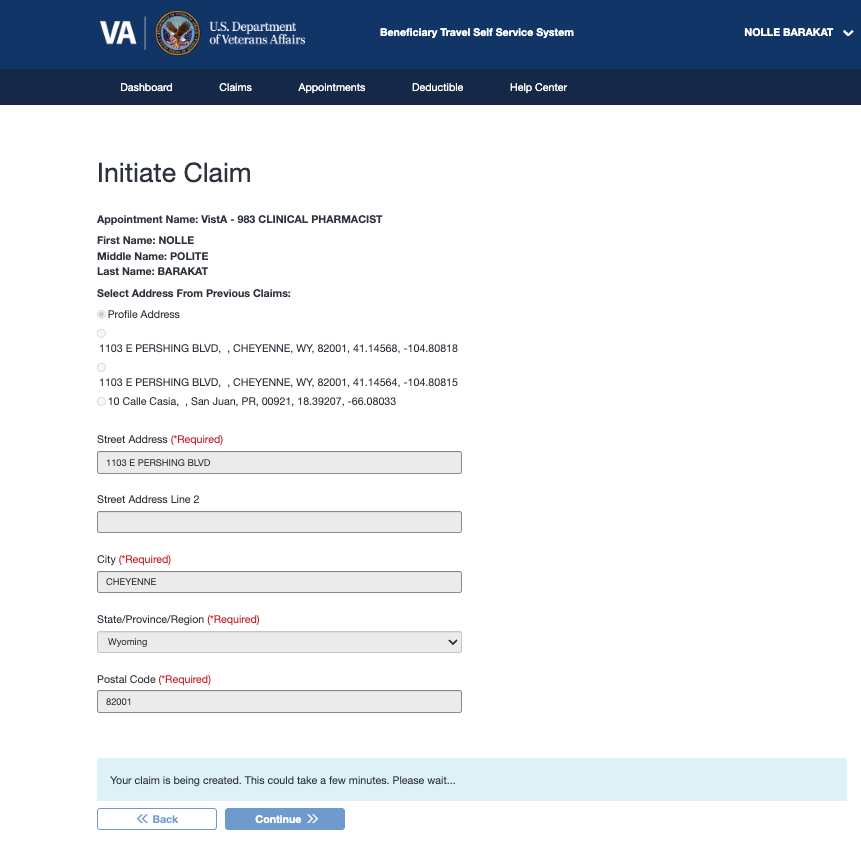 VA
U.S. Department
of Veterans Affairs
Beneficiary Travel Self Service System
NOLLE BARAKAT
Dashboard
Claims
Appointments
Deductible
Help Center
Initiate Claim
Appointment Name: VistA - 983 CLINICAL PHARMACIST
First Name: NOLLE
Middle Name: POLITE
Last Name: BARAKAT
Select Address From Previous Claims:
Profile Address
1103 E PERSHING BLVD, , CHEYENNE, WY, 82001, 41.14568, -104.80818
1103 E PERSHING BLVD, , CHEYENNE, WY, 82001, 41.14564, -104.80815
10 Calle Casia, , San Juan, PR, 00921, 18.39207, -66.08033
Street Address (*Required)
1103 E PERSHING BLVD
Street Address Line 2
City (*Required)
CHEYENNE
State/Province/Region (*Required)
Wyoming
Postal Code (*Required)
82001
Your claim is being created. This could take a few minutes. Please wait...
Back
Continue